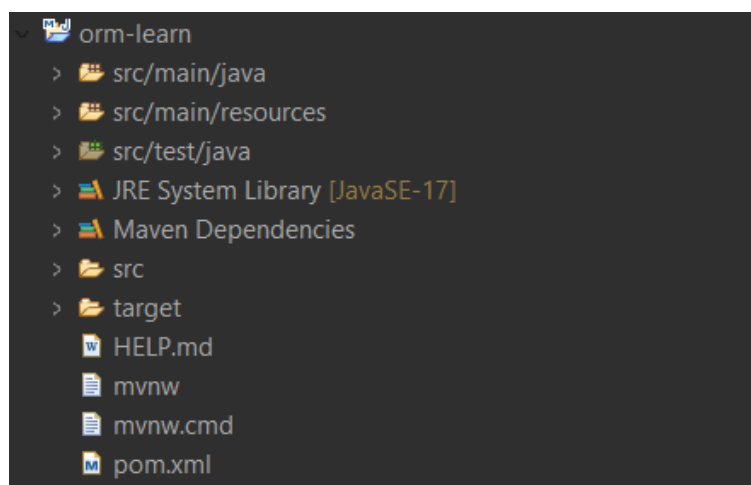 orm-learn
src/main/java
src/main/resources
src/test/java
JRE System Library [JavaSE-17]
Maven Dependencies
src
target
HELP.md
mvnw
mvnw.cmd
pom.xml